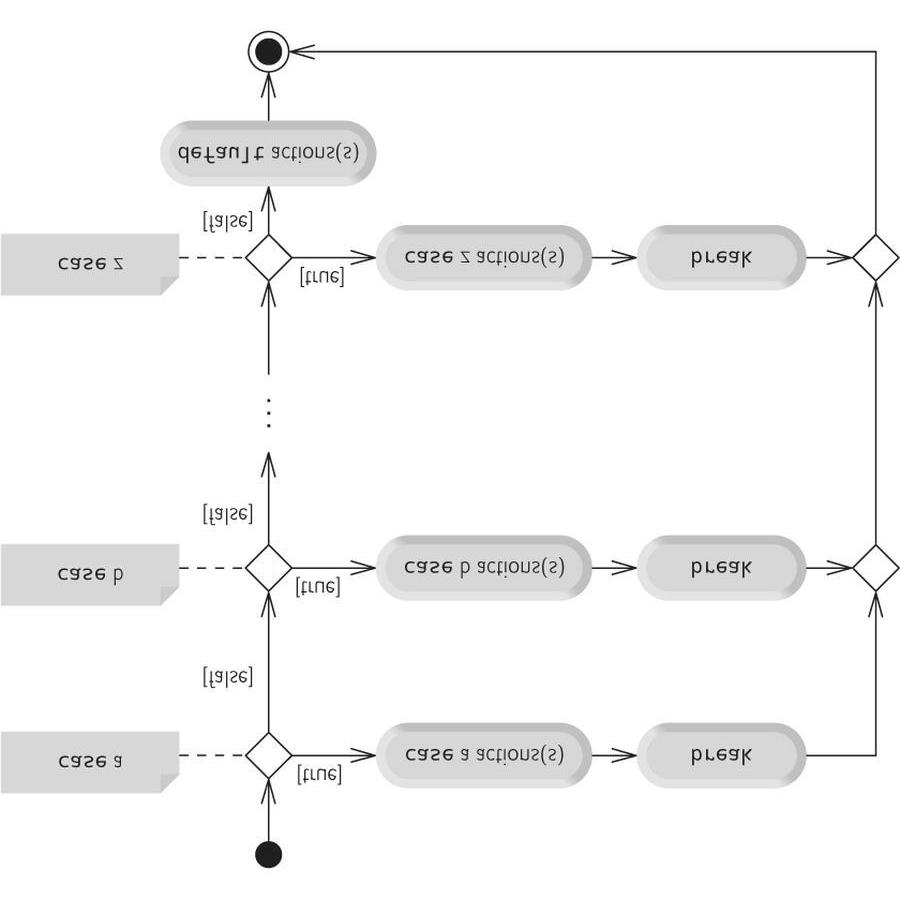 [true]
case a
case a actions(s)
break
[false]
[true]
case b
case b actions(s)
break
[false]
...
[true]
case z
case z actions(s)
break
[false]
default actions(s)